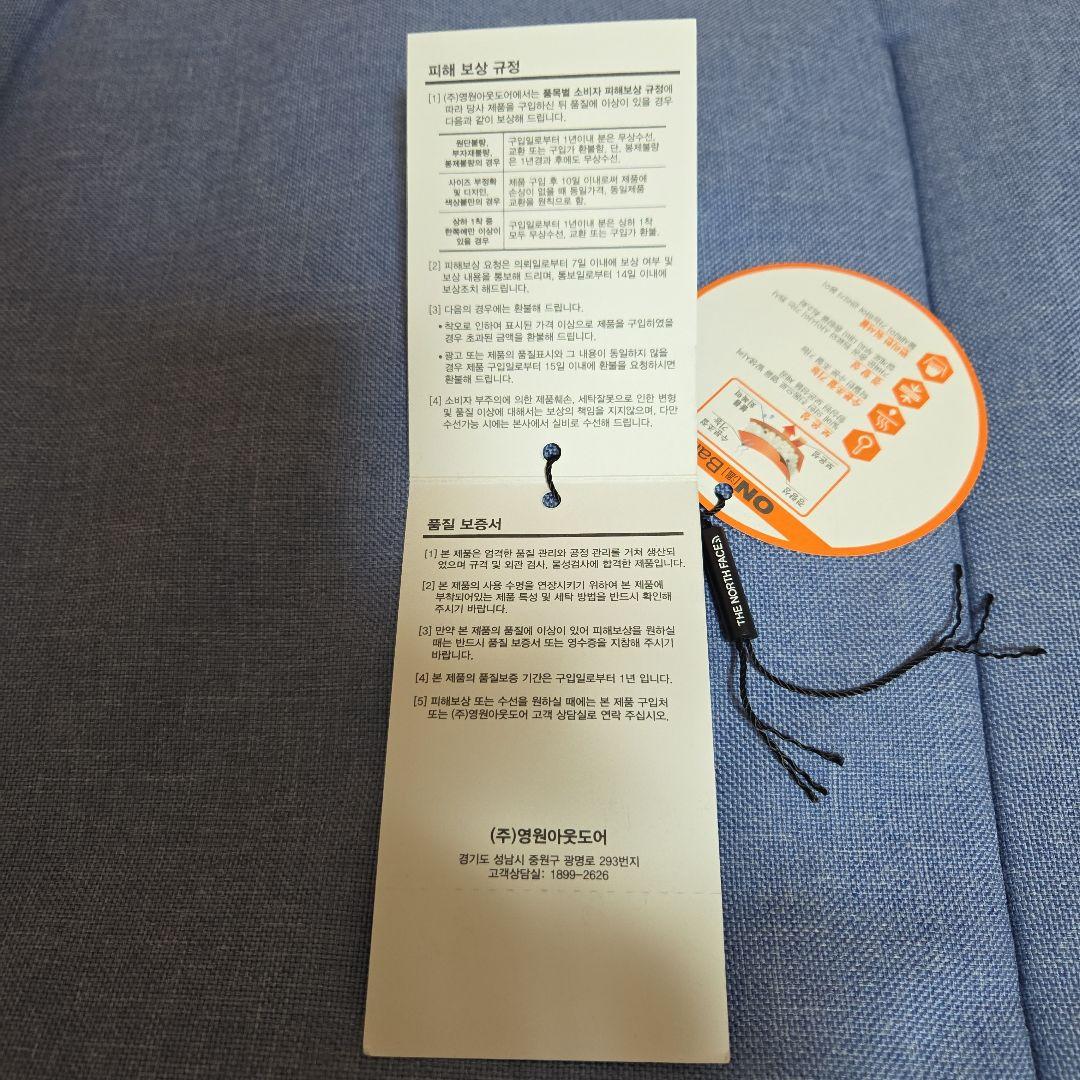 피해 보상 규정
[1] (주)영원아웃도어에서는 품목별 소비자 피해보상 규정에
따라 당사 제품을 구입하신 뒤 품질에 이상이 있을 경우
다음과 같이 보상해 드립니다.
원단불량,
부자재불량,
봉제불량의 경우
구입일로부터 1년이내 분은 무상수선,
교환 또는 구입가 환불함. 단, 봉제불량
은 1년경과 후에도 무상수선.
사이즈 부정확
및 디자인,
색상불만의 경우
제품 구입 후 10일 이내로써 제품에
손상이 없을 때 동일가격, 동일제품
교환을 원칙으로 함.
상하 1착 중
한쪽에만 이상이
있을 경우
구입일로부터 1년이내 분은 상하 1착
모두 무상수선, 교환 또는 구입가 환불.
[2] 피해보상 요청은 의뢰일로부터 7일 이내에 보상 여부 및
보상 내용을 통보해 드리며, 통보일로부터 14일 이내에
보상조치 해드립니다.
[3] 다음의 경우에는 환불해 드립니다.
• 착오로 인하여 표시된 가격 이상으로 제품을 구입하였을
경우 초과된 금액을 환불해 드립니다.
• 광고 또는 제품의 품질표시와 그 내용이 동일하지 않을
경우 제품 구입일로부터 15일 이내에 환불을 요청하시면
환불해 드립니다.
[4] 소비자 부주의에 의한 제품훼손, 세탁잘못으로 인한 변형
및 품질 이상에 대해서는 보상의 책임을 지지않으며, 다만
수선가능 시에는 본사에서 실비로 수선해 드립니다.
품질 보증서
[1] 본 제품은 엄격한 품질 관리와 공정 관리를 거쳐 생산되
었으며 규격 및 외관 검사, 물성검사에 합격한 제품입니다.
[2] 본 제품의 사용 수명을 연장시키기 위하여 본 제품에
부착되어있는 제품 특성 및 세탁 방법을 반드시 확인해
주시기 바랍니다.
[3] 만약 본 제품의 품질에 이상이 있어 피해보상을 원하실
때는 반드시 품질 보증서 또는 영수증을 지참해 주시기
바랍니다.
[4] 본 제품의 품질보증 기간은 구입일로부터 1년 입니다.
[5] 피해보상 또는 수선을 원하실 때에는 본 제품 구입처
또는 (주)영원아웃도어 고객 상담실로 연락 주십시오.
(주)영원아웃도어
경기도 성남시 중원구 광명로 293번지
고객상담실: 1899-2626
THE NORTH FACE
ON
보온성
수분조절 기능
경량성
편리한 워셔블